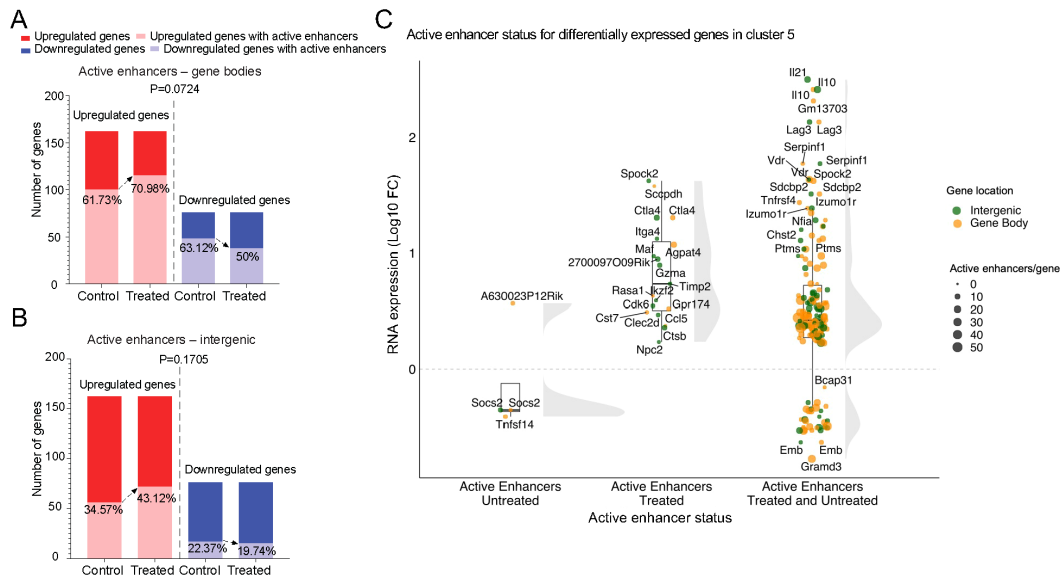 A
Upregulated genes
Upregulated genes with active enhancers
Downregulated genes
Downregulated genes with active enhancers
Active enhancers – gene bodies
P=0.0724
Upregulated genes
Downregulated genes
Number of genes
200
150
100
50
0
61.73%
70.98%
63.12%
50%
Control
Treated
Control
Treated
B
Active enhancers – intergenic
P=0.1705
Upregulated genes
Downregulated genes
Number of genes
200
150
100
50
0
34.57%
43.12%
22.37%
19.74%
Control
Treated
Control
Treated
C
Active enhancer status for differentially expressed genes in cluster 5
RNA expression (Log10 FC)
2
1
0
A630023P12Rik
Socs2
Socs2
Tnfsf14
Spock2
Sccpdh
Ctla4
Ctla4
Itga4
Maf
Agpat4
2700097O09Rik
Gzma
Timp2
Rasa1
Ikzf2
Cdk6
Gpr174
Cst7
Ccl5
Clec2d
Ctsb
Npc2
Il21
Il10
Il10
Gm13703
Lag3
Lag3
Serpinf1
Vdr
Serpinf1
Vdr
Spock2
Sdcbp2
Sdcbp2
Tnfrsf4
Izumo1r
Izumo1r
Nfia
Chst2
Ptms
Ptms
Bcap31
Emb
Emb
Gramd3
Active Enhancers
Untreated
Active Enhancers
Treated
Active Enhancers
Treated and Untreated
Active enhancer status
Gene location
Intergenic
Gene Body
Active enhancers/gene
0
10
20
30
40
50